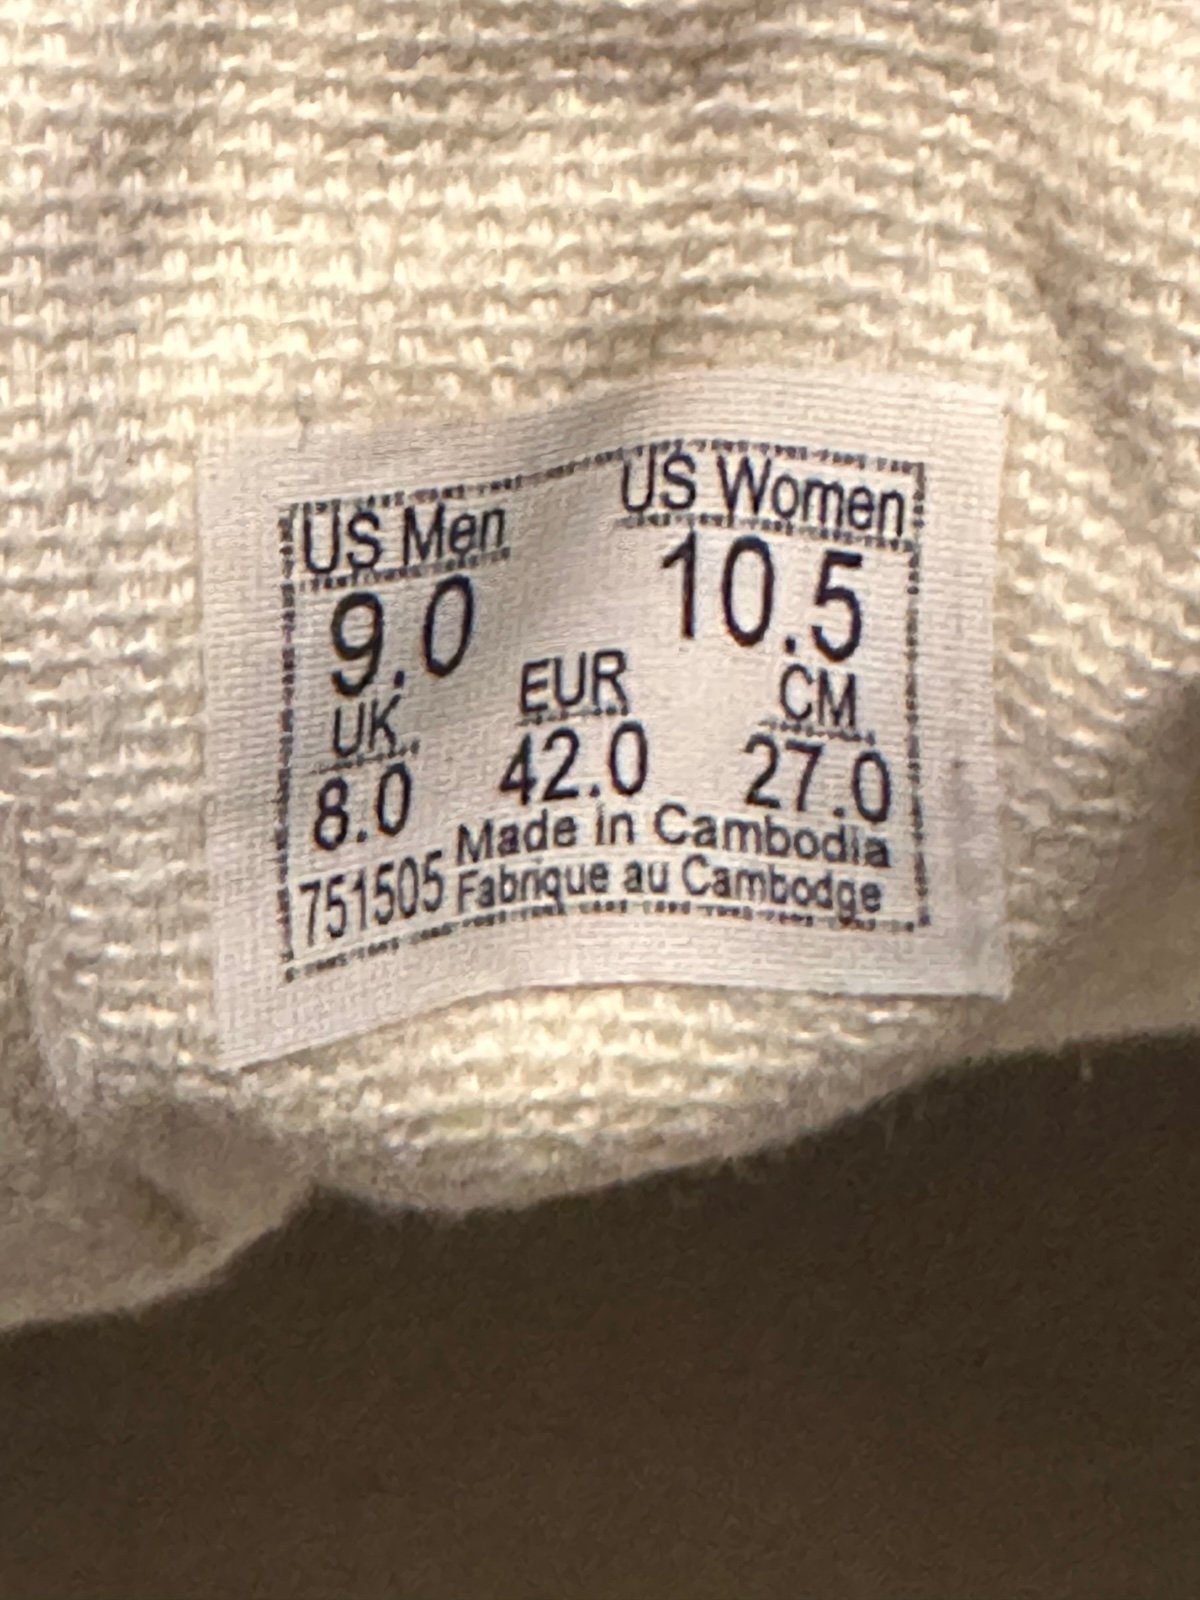 US Men US Women
9.0 10.5
UK EUR CM
8.0 42.0 27.0
Made in Cambodia
751505 Fabrique au Cambodge